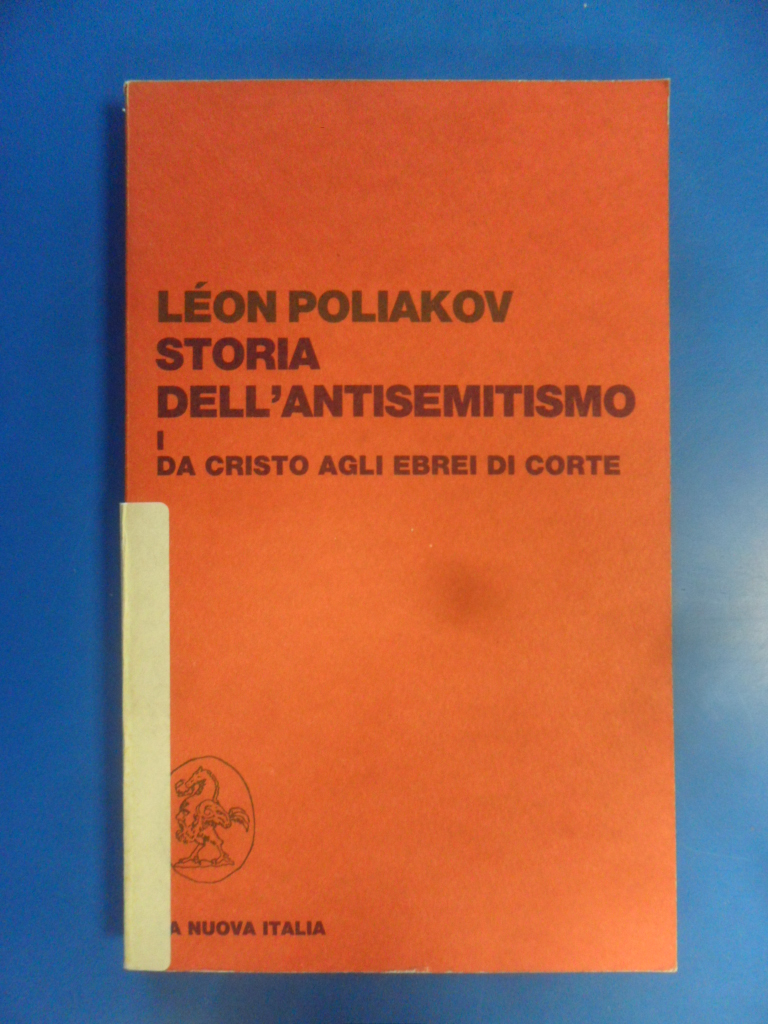 LÉON POLIAKOV
STORIA
DELL'ANTISEMITISMO
I
DA CRISTO AGLI EBREI DI CORTE
A NUOVA ITALIA